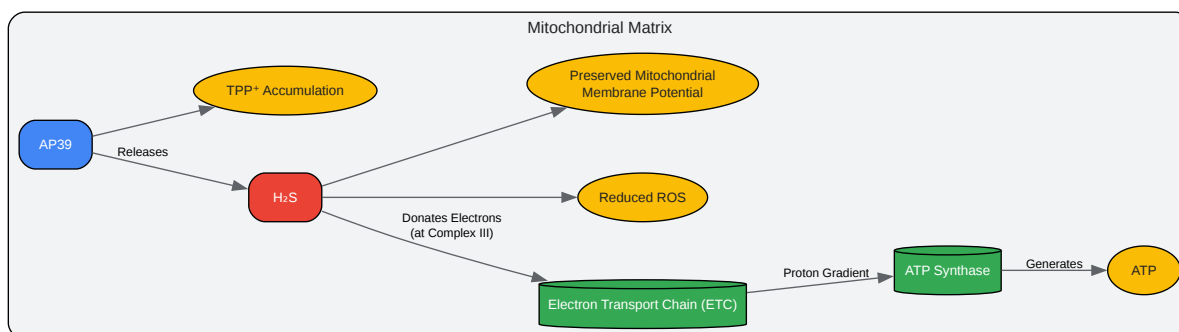 Mitochondrial Matrix
Preserved Mitochondrial
Membrane Potential
TPP⁺ Accumulation
AP39
Releases
H₂S
Reduced ROS
Donates Electrons
(at Complex III)
Electron Transport Chain (ETC)
Proton Gradient
ATP Synthase
Generates
ATP